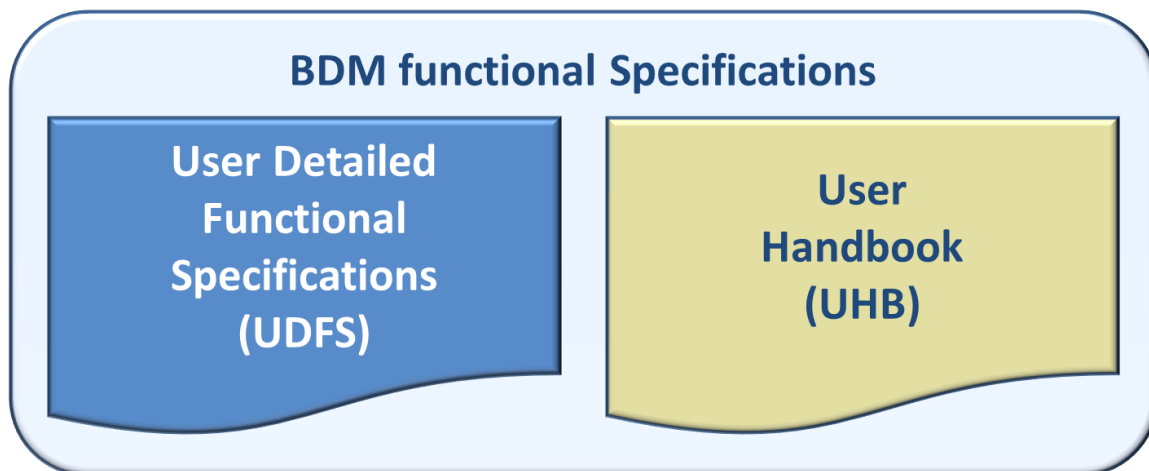 BDM functional Specifications
User Detailed
Functional
Specifications
(UDFS)
User
Handbook
(UHB)